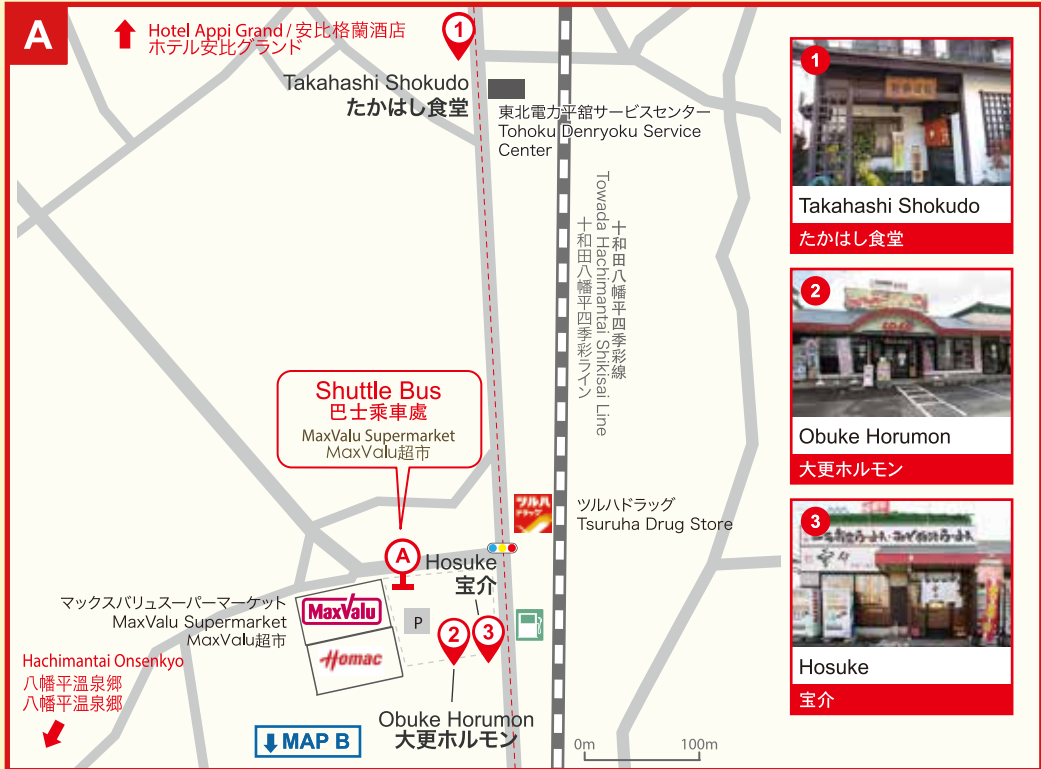 A
Hotel Appi Grand / 安比格蘭酒店
ホテル安比グランド
1
Takahashi Shokudo
たかはし食堂
東北電力平舘サービスセンター
Tohoku Denryoku Service
Center
十和田八幡平四季彩線
Towada Hachimantai Shikisai Line
十和田八幡平四季彩ライン
Shuttle Bus
巴士乘車處
MaxValu Supermarket
MaxValu超市
ツルハ
ドラッグ
ツルハドラッグ
Tsuruha Drug Store
A
Hosuke
宝介
マックスバリュスーパーマーケット
MaxValu Supermarket
MaxValu超市
MaxValu
P
2
3
Homac
Hachimantai Onsenkyo
八幡平溫泉鄉
八幡平温泉郷
Obuke Horumon
大更ホルモン
MAP B
0m
100m
1
Takahashi Shokudo
たかはし食堂
2
Obuke Horumon
大更ホルモン
3
Hosuke
宝介